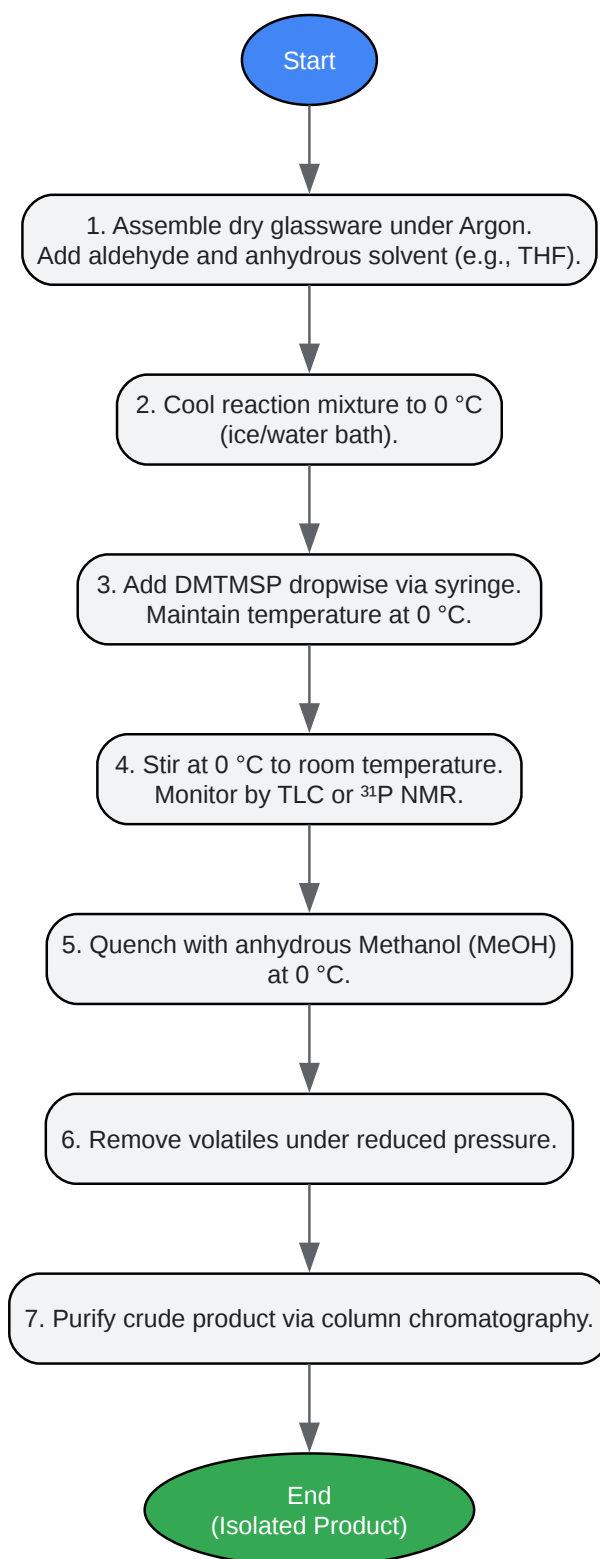 Start
1. Assemble dry glassware under Argon.
Add aldehyde and anhydrous solvent (e.g., THF).
2. Cool reaction mixture to 0 °C
(ice/water bath).
3. Add DMTMSP dropwise via syringe.
Maintain temperature at 0 °C.
4. Stir at 0 °C to room temperature.
Monitor by TLC or ³¹P NMR.
5. Quench with anhydrous Methanol (MeOH)
at 0 °C.
6. Remove volatiles under reduced pressure.
7. Purify crude product via column chromatography.
End
(Isolated Product)